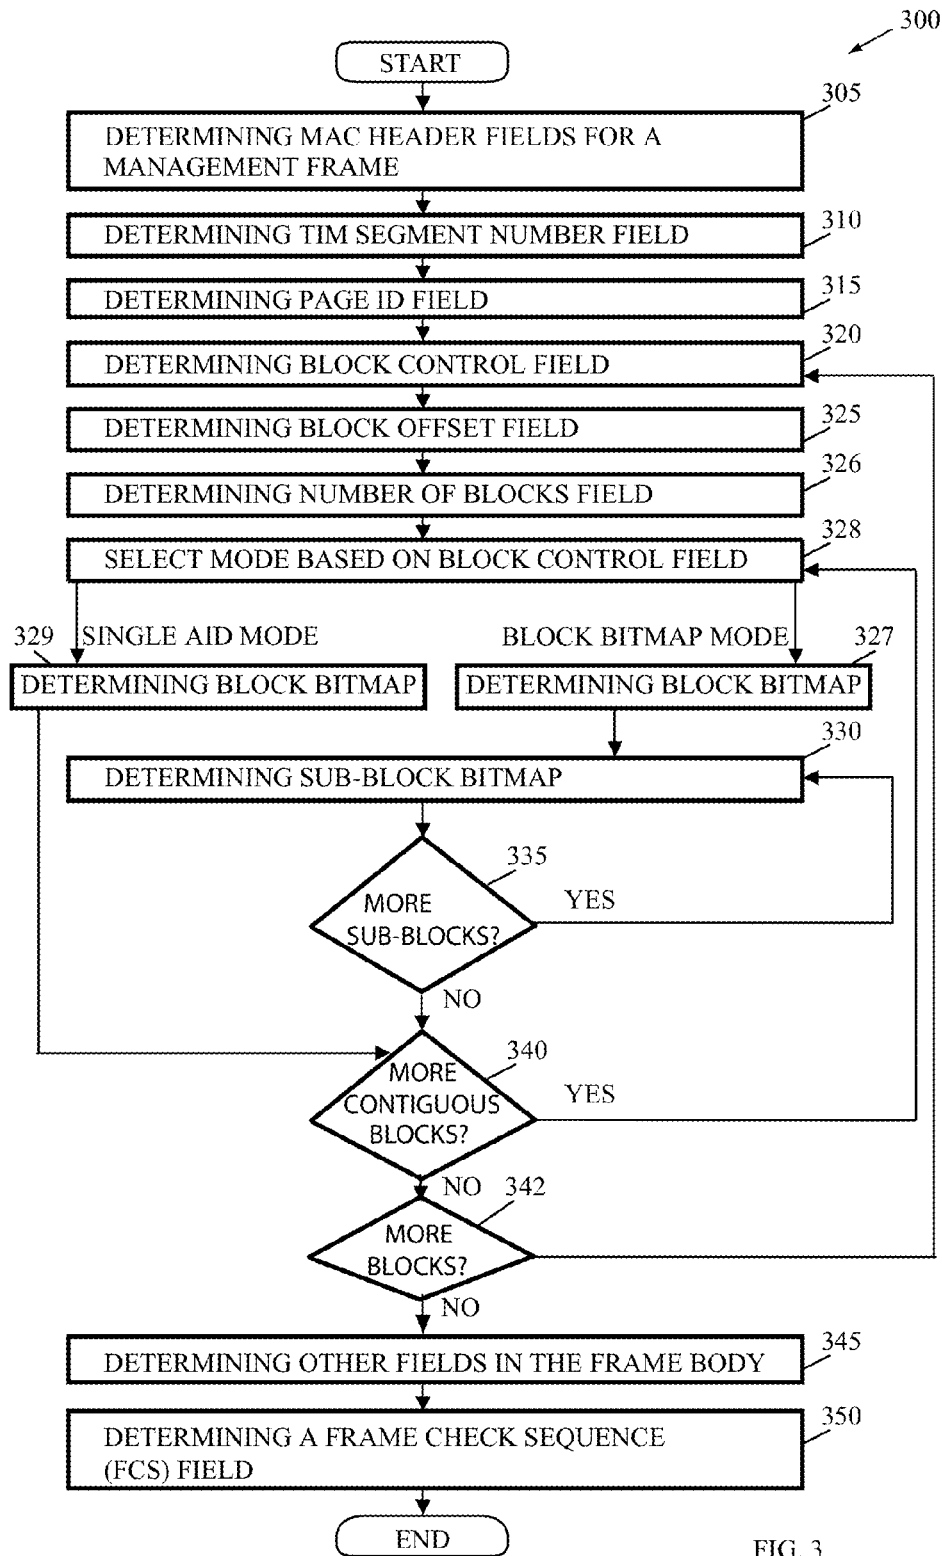 300
START
305
DETERMINING MAC HEADER FIELDS FOR A
MANAGEMENT FRAME
310
DETERMINING TIM SEGMENT NUMBER FIELD
315
DETERMINING PAGE ID FIELD
320
DETERMINING BLOCK CONTROL FIELD
325
DETERMINING BLOCK OFFSET FIELD
326
DETERMINING NUMBER OF BLOCKS FIELD
328
SELECT MODE BASED ON BLOCK CONTROL FIELD
329
SINGLE AID MODE
BLOCK BITMAP MODE
327
DETERMINING BLOCK BITMAP
DETERMINING BLOCK BITMAP
330
DETERMINING SUB-BLOCK BITMAP
335
MORE
SUB-BLOCKS?
YES
NO
340
MORE
CONTIGUOUS
BLOCKS?
YES
NO
342
MORE
BLOCKS?
NO
345
DETERMINING OTHER FIELDS IN THE FRAME BODY
350
DETERMINING A FRAME CHECK SEQUENCE
(FCS) FIELD
END
FIG. 3